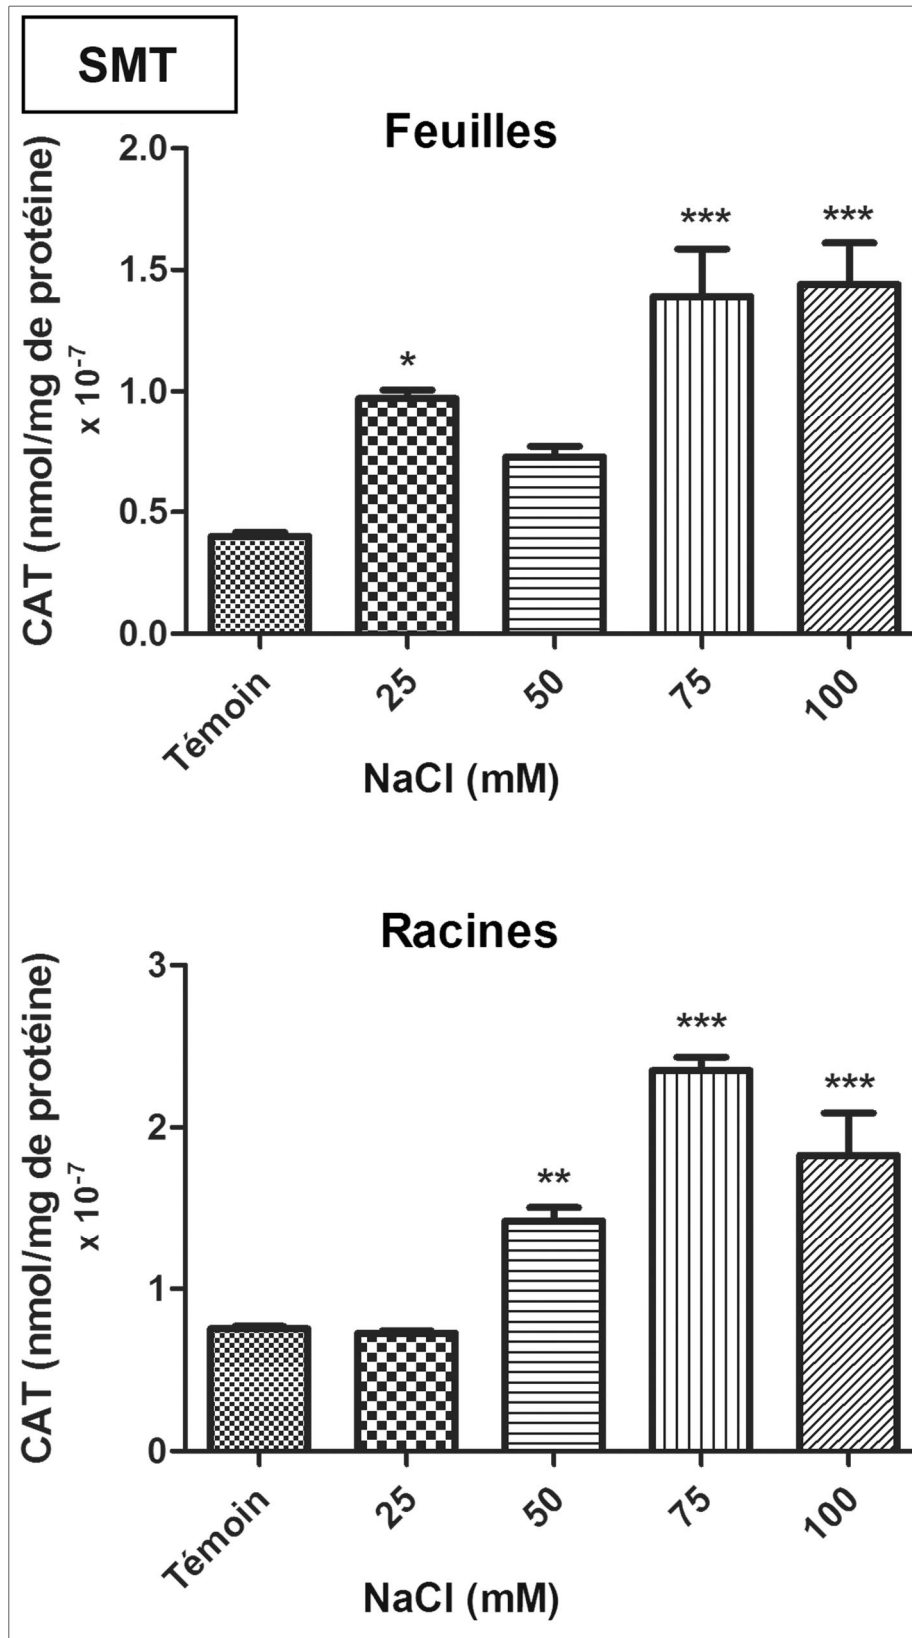 SMT
Feuilles
CAT (nmol/mg de protéine)
x 10⁻⁷
2.0
1.5
1.0
0.5
0.0
*
***
***
Témoin
25
50
75
100
NaCl (mM)
Racines
CAT (nmol/mg de protéine)
x 10⁻⁷
3
2
1
0
**
***
***
Témoin
25
50
75
100
NaCl (mM)